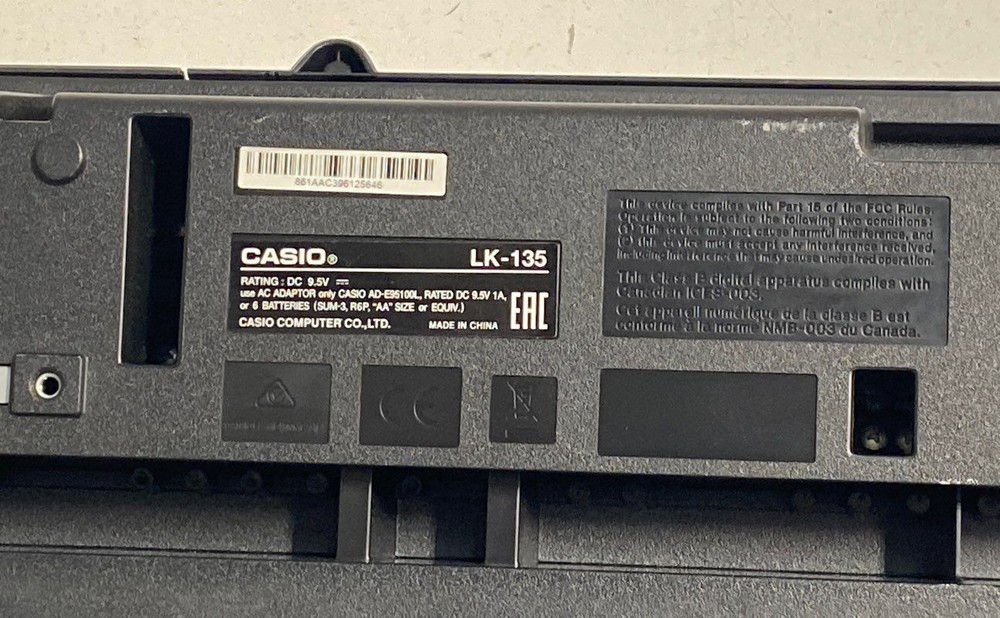 861AAC396125646
CASIO® LK-135
RATING : DC 9.5V ⎓
use AC ADAPTOR only CASIO AD-E95100L, RATED DC 9.5V 1A,
or 6 BATTERIES (SUM-3, R6P, "AA" SIZE or EQUIV.)
CASIO COMPUTER CO.,LTD. MADE IN CHINA
EAC
This device complies with Part 15 of the FCC Rules.
Operation is subject to the following two conditions:
(1) This device may not cause harmful interference, and
(2) this device must accept any interference received,
including interference that may cause undesired operation.
This Class B digital apparatus complies with
Canadian ICES-003.
Cet appareil numérique de la classe B est
conforme à la norme NMB-003 du Canada.
CE